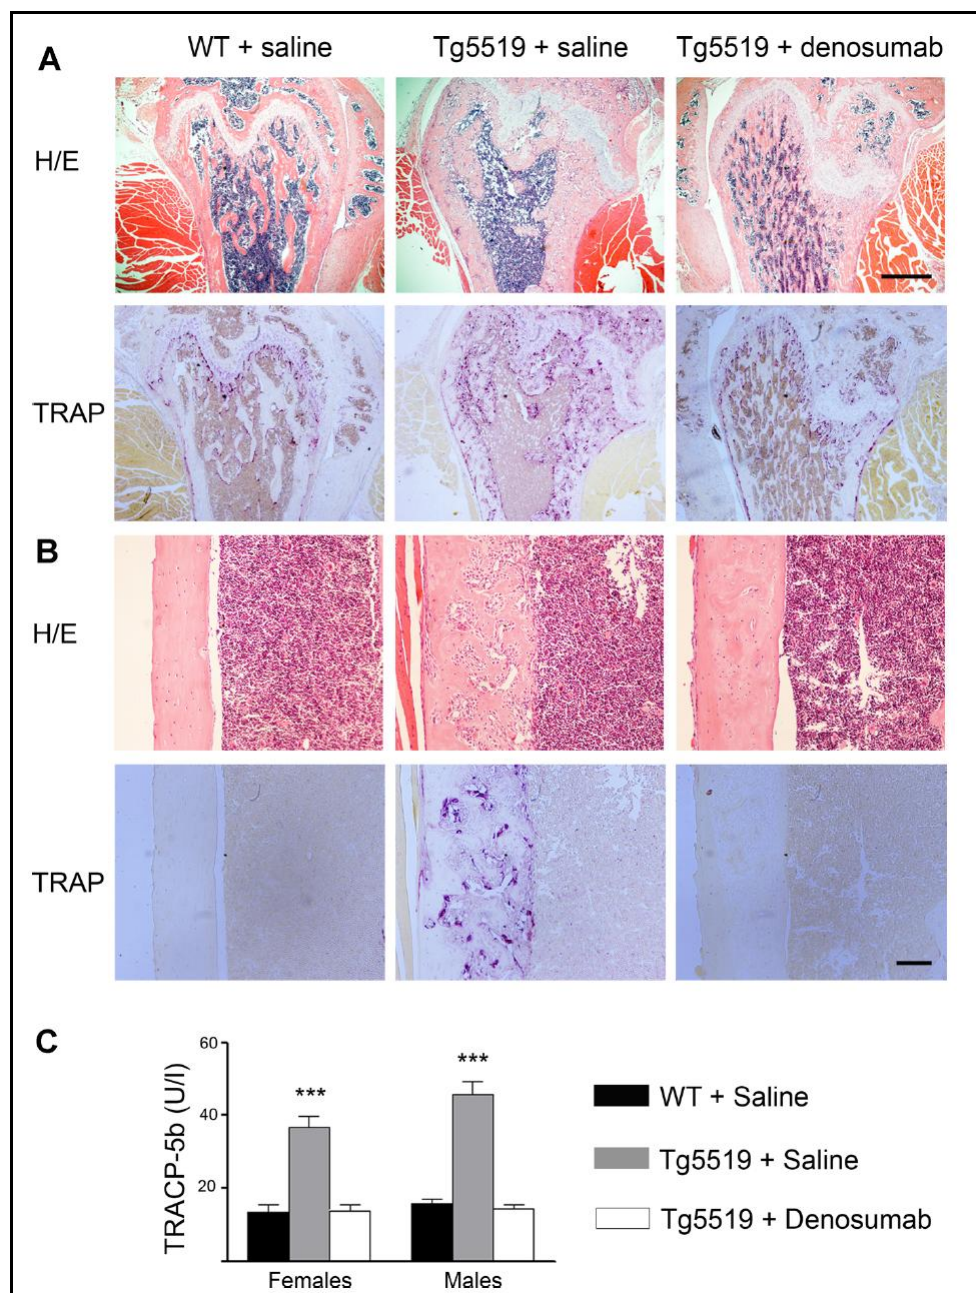 A
WT + saline
Tg5519 + saline
Tg5519 + denosumab
H/E
TRAP
B
H/E
TRAP
C
TRACP-5b (U/l)
60
40
20
***
***
Females
Males
WT + Saline
Tg5519 + Saline
Tg5519 + Denosumab